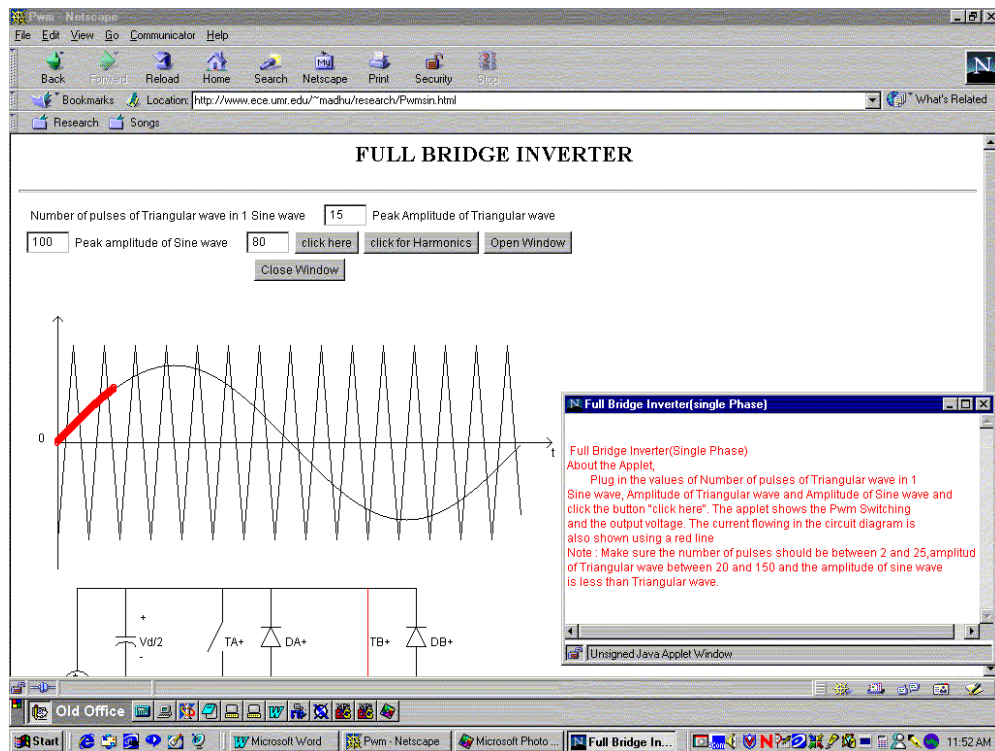 Pwm - Netscape
File Edit View Go Communicator Help
Back Forward Reload Home Search Netscape Print Security Stop
Bookmarks Location: http://www.ece.umr.edu/~madhu/research/Pwmsin.html What's Related
Research Songs
FULL BRIDGE INVERTER
Number of pulses of Triangular wave in 1 Sine wave 15 Peak Amplitude of Triangular wave
100 Peak amplitude of Sine wave 80 click here click for Harmonics Open Window
Close Window
0
t
Full Bridge Inverter(single Phase)
Full Bridge Inverter(Single Phase)
About the Applet,
Plug in the values of Number of pulses of Triangular wave in 1
Sine wave, Amplitude of Triangular wave and Amplitude of Sine wave and
click the button "click here". The applet shows the Pwm Switching
and the output voltage. The current flowing in the circuit diagram is
also shown using a red line
Note : Make sure the number of pulses should be between 2 and 25,amplitud
of Triangular wave between 20 and 150 and the amplitude of sine wave
is less than Triangular wave.
Unsigned Java Applet Window
+
Vd/2 TA+ DA+ TB+ DB+
-
Old Office
Start Microsoft Word Pwm - Netscape Microsoft Photo ... Full Bridge In... 11:52 AM